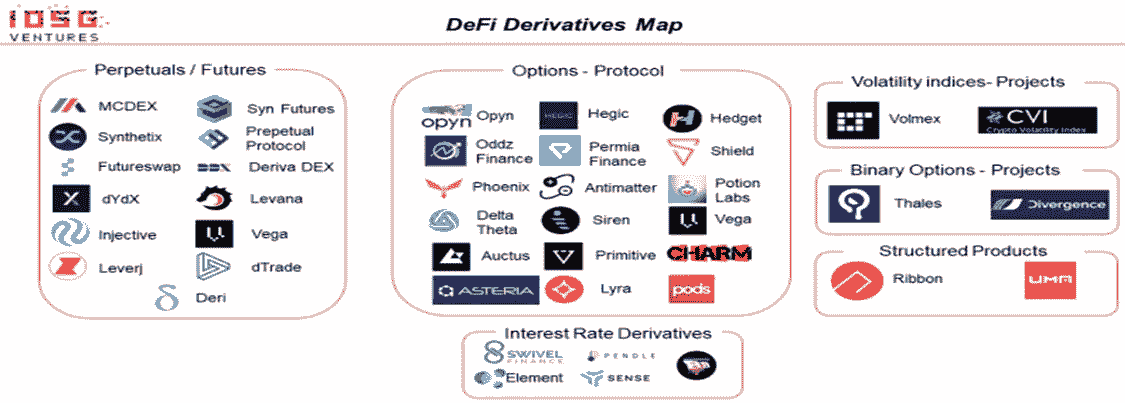 IOSG
VENTURES
DeFi Derivatives Map
Perpetuals / Futures
MCDEX
Syn Futures
Synthetix
Prepetual
Protocol
Futureswap
DDX
Deriva DEX
dYdX
Levana
Injective
Vega
Leverj
dTrade
Deri
Options - Protocol
opyn
Opyn
HEGIC
Hegic
Hedget
Oddz
Finance
Permia
Finance
Shield
Phoenix
Antimatter
Potion
Labs
Delta
Theta
Siren
Vega
Auctus
Primitive
CHARM
ASTERIA
Lyra
pods
Interest Rate Derivatives
SWIVEL
FINANCE
PENDLE
Element
SENSE
Volatility indices- Projects
Volmex
CVI
Crypto Volatility Index
Binary Options - Projects
Thales
Divergence
Structured Products
Ribbon
UMA